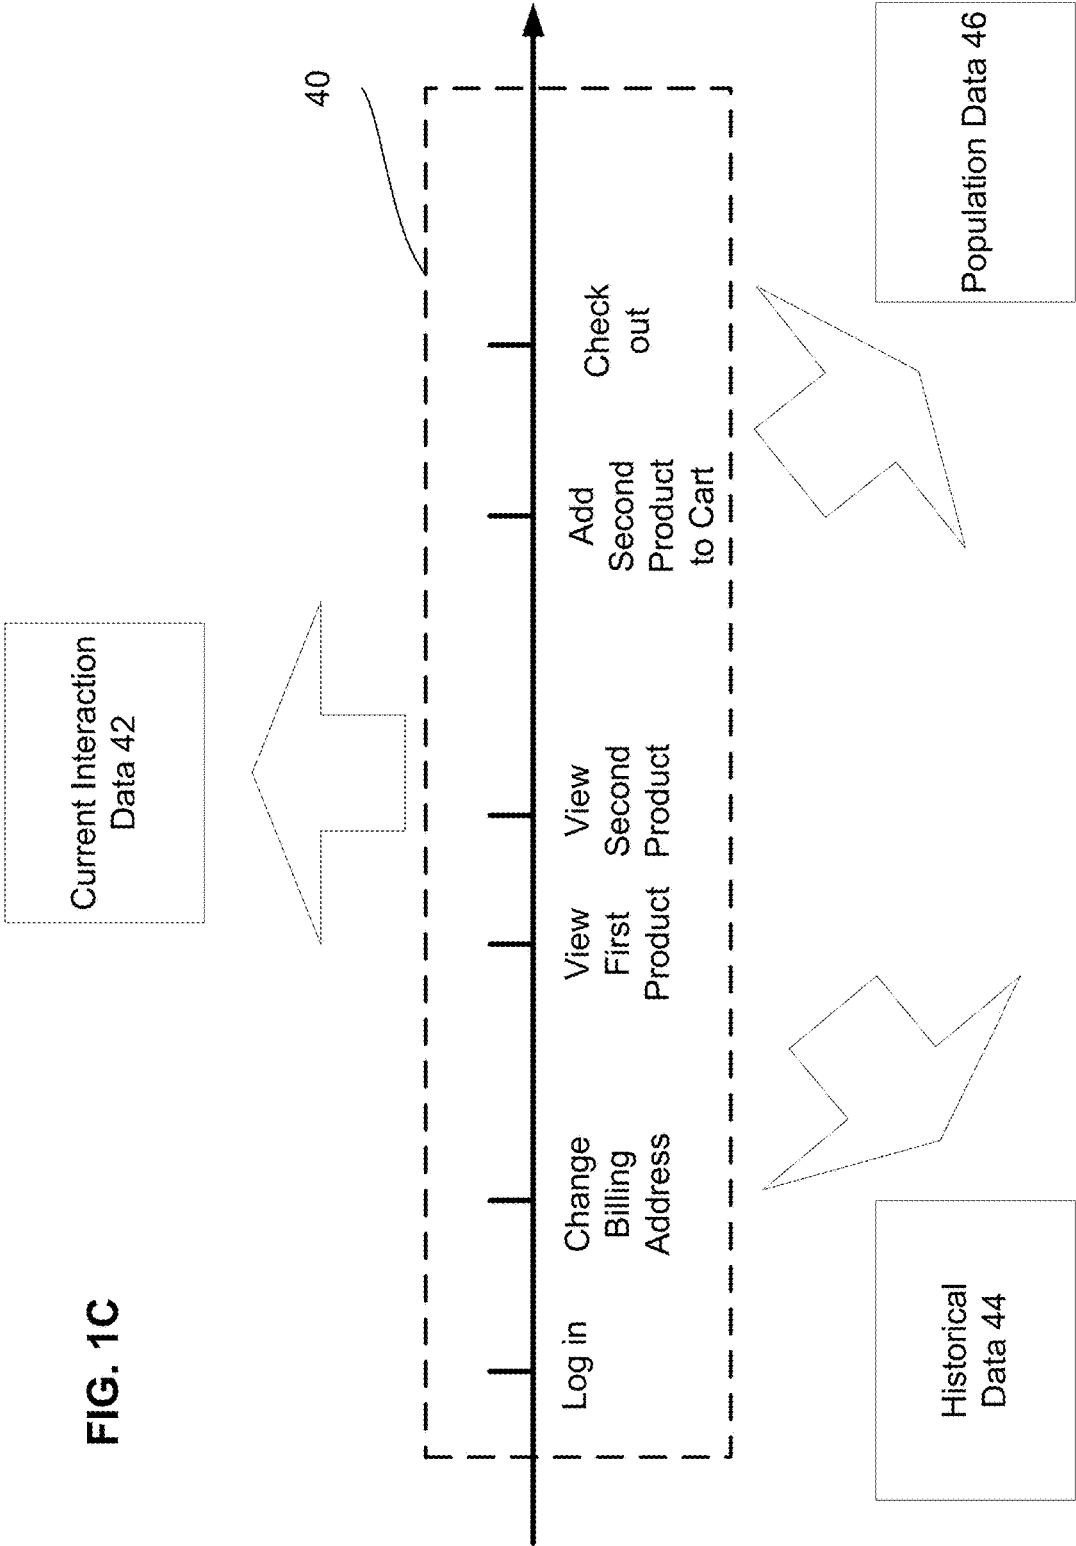 FIG. 1C
Current Interaction
Data 42
40
Log in
Change
Billing
Address
View
First
Product
View
Second
Product
Add
Second
Product
to Cart
Check
out
Historical
Data 44
Population Data 46